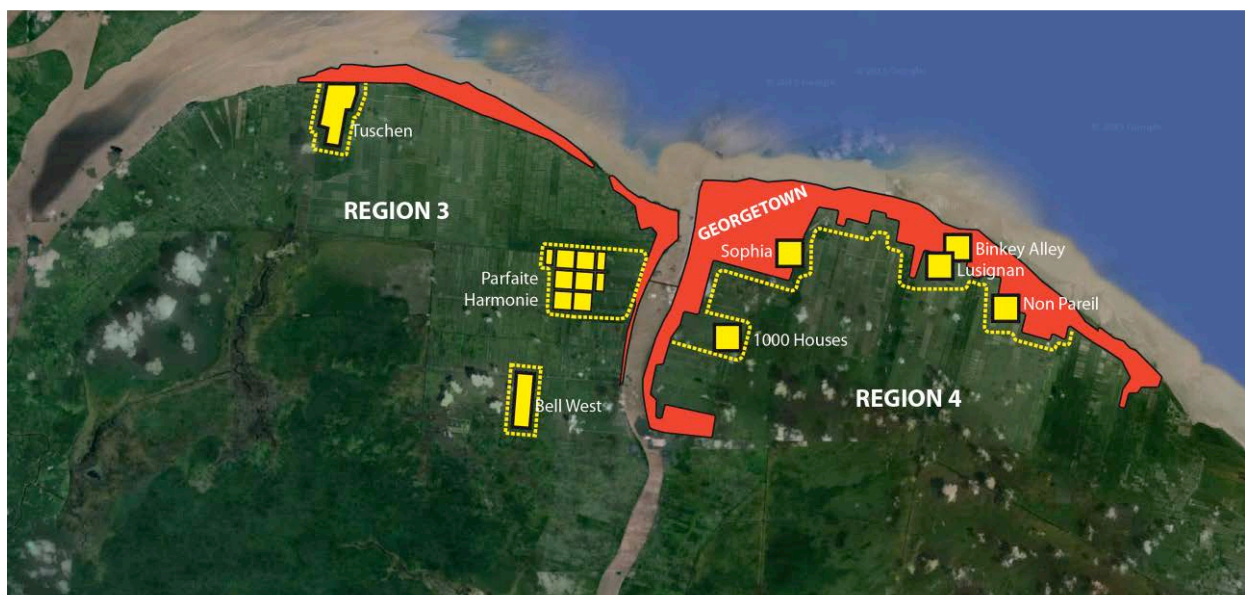 Tuschen
REGION 3
GEORGETOWN
Sophia
Binkey Alley
Lusignan
Parfaite
Harmonie
Non Pareil
1000 Houses
Bell West
REGION 4